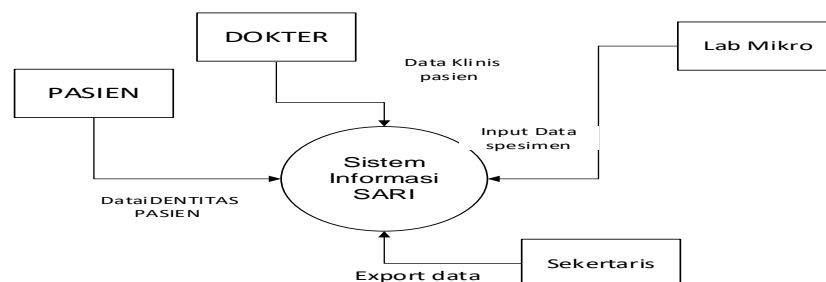 DOKTER
Lab Mikro
Data Klinis
pasien
PASIEN
Input Data
spesimen
Sistem
Informasi
SARI
DataiDENTITAS
PASIEN
Sekertaris
Export data